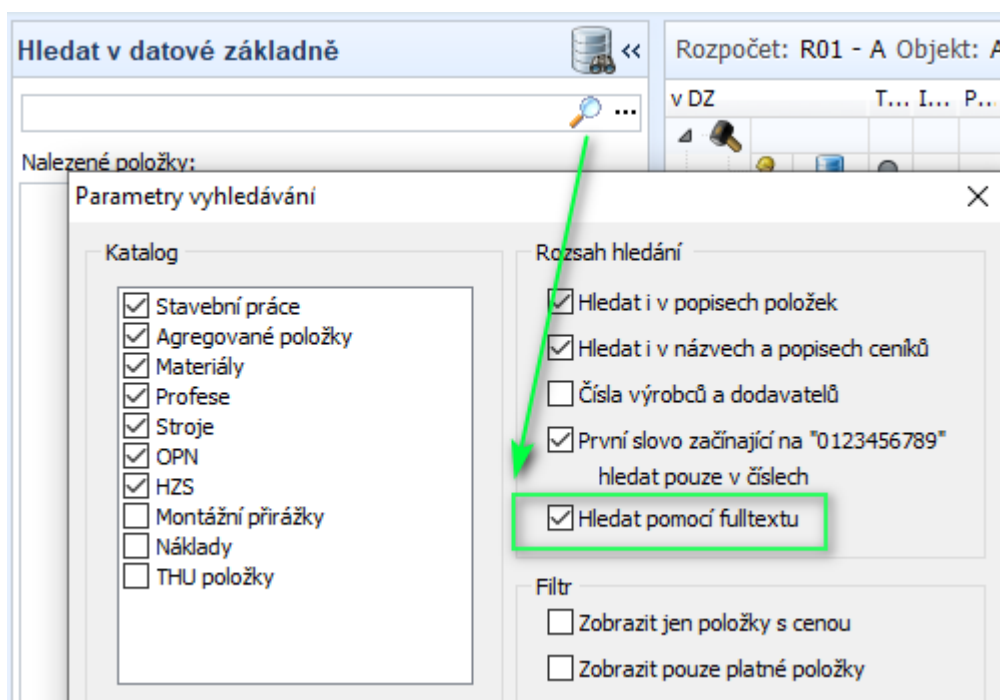 Hledat v datové základně
«
Rozpočet: R01 - A Objekt: A
...
v DZ T... I... P...
Nalezené položky:
Parametry vyhledávání
Katalog
Stavební práce
Agregované položky
Materiály
Profese
Stroje
OPN
HZS
Montážní přirážky
Náklady
THU položky
Rozsah hledání
Hledat i v popisech položek
Hledat i v názvech a popisech ceníků
Čísla výrobců a dodavatelů
První slovo začínající na "0123456789"
hledat pouze v číslech
Hledat pomocí fulltextu
Filtr
Zobrazit jen položky s cenou
Zobrazit pouze platné položky